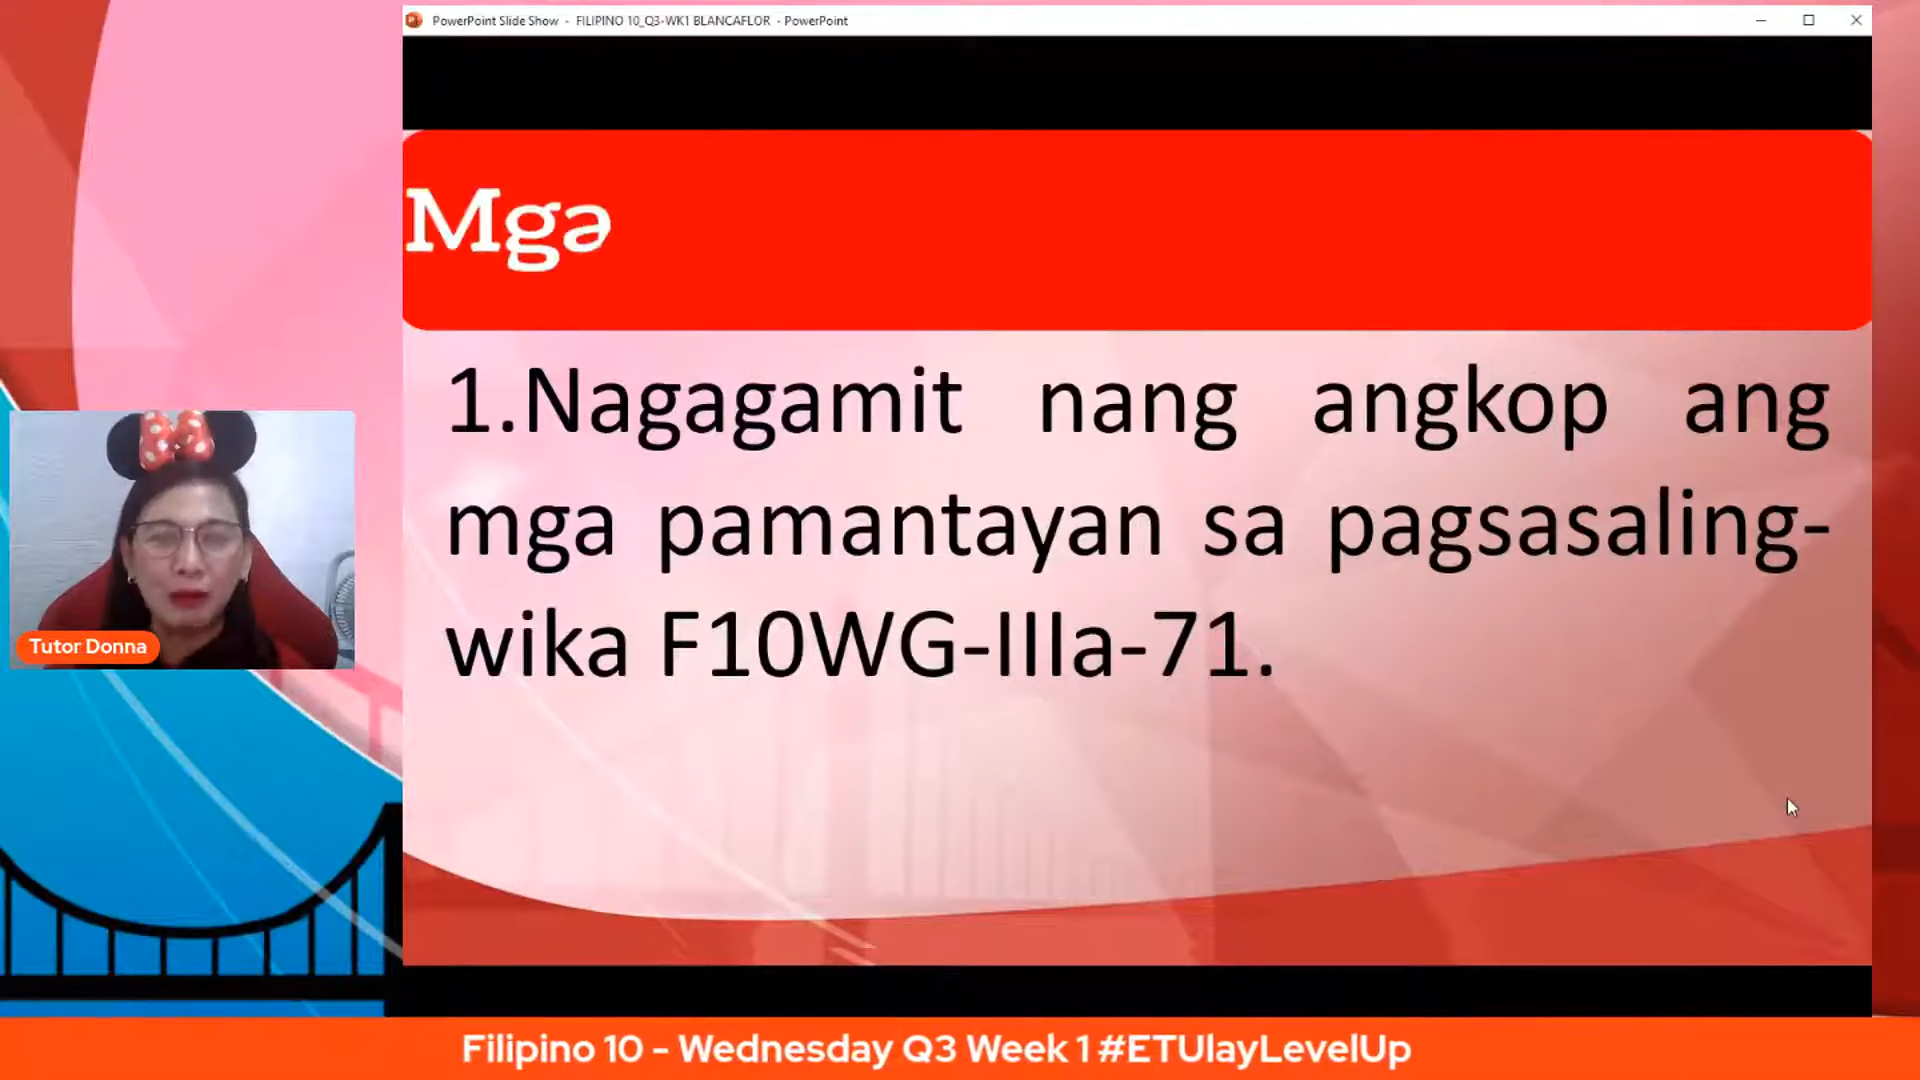 PowerPoint Slide Show - FILIPINO 10_Q3-WK1 BLANCAFLOR - PowerPoint
Mga
1.Nagagamit nang angkop ang
mga pamantayan sa pagsasaling-
wika F10WG-IIIa-71.
Tutor Donna
Filipino 10 - Wednesday Q3 Week 1 #ETUlayLevelUp